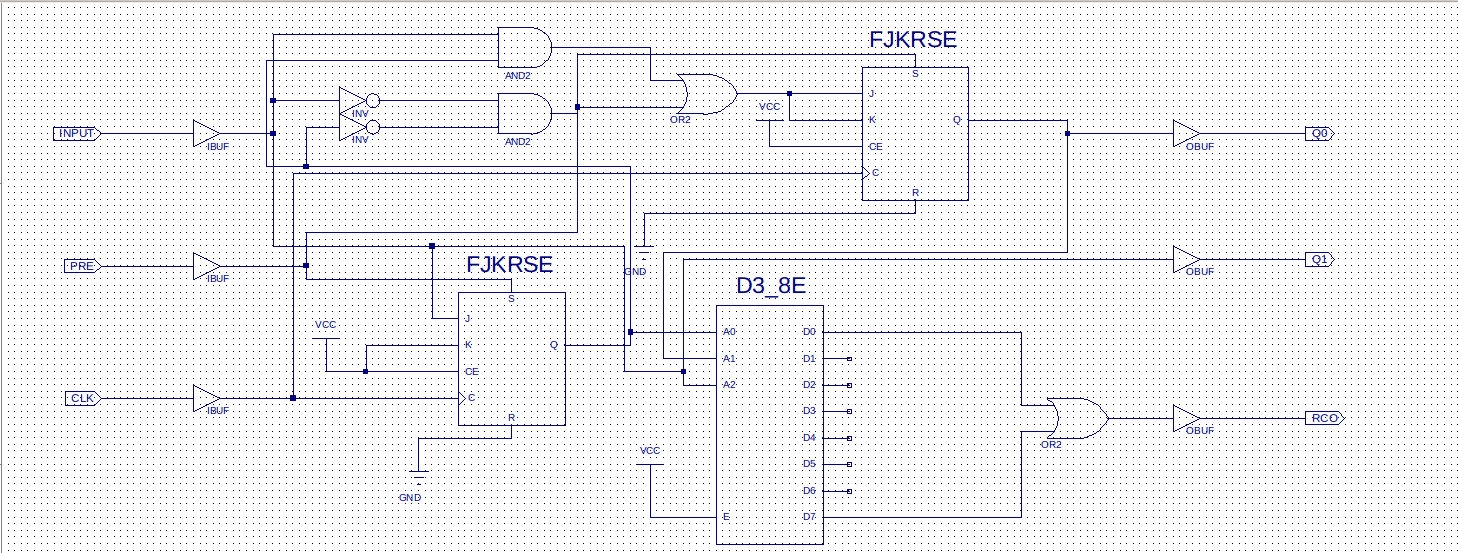 FJKRSE
S
AND2
J
VCC
INV
OR2
K
Q
INPUT
IBUF
INV
AND2
CE
OBUF
Q0
C
R
PRE
IBUF
FJKRSE
GND
OBUF
Q1
D3_8E
S
J
VCC
A0
D0
K
Q
A1
D1
CE
A2
D2
CLK
IBUF
C
D3
R
D4
OR2
OBUF
RCO
VCC
D5
GND
D6
E
D7